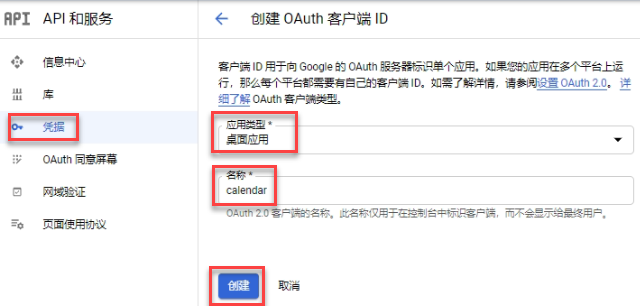 API API 和服务
信息中心
库
凭据
OAuth 同意屏幕
网域验证
页面使用协议
创建 OAuth 客户端 ID
客户端 ID 用于向 Google 的 OAuth 服务器标识单个应用。如果您的应用在多个平台上运
行，那么每个平台都需要有自己的客户端 ID。如需了解详情，请参阅设置 OAuth 2.0。 详
细了解 OAuth 客户端类型。
应用类型 *
桌面应用
名称 *
calendar
OAuth 2.0 客户端的名称。此名称仅用于在控制台中标识客户端，而不会显示给最终用户。
创建 取消